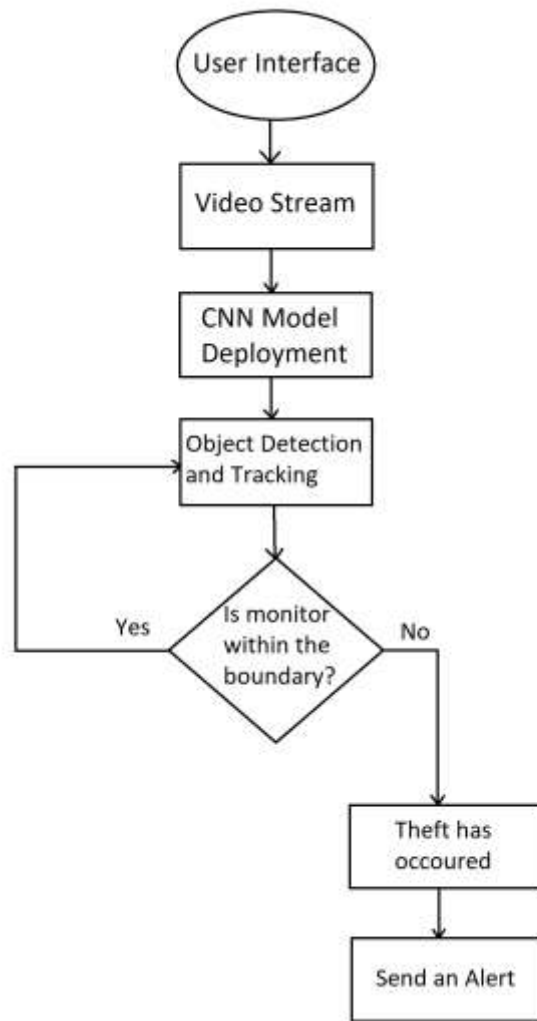 User Interface
Video Stream
CNN Model
Deployment
Object Detection
and Tracking
Is monitor
within the
boundary?
Yes
No
Theft has
occoured
Send an Alert